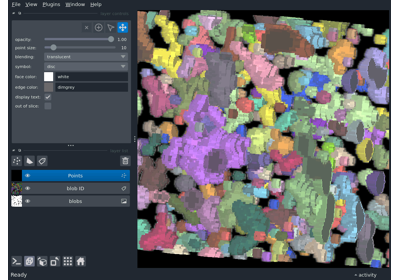 File View Plugins Window Help
opacity: 1.00
point size: 10
blending: translucent
symbol: disc
face color: white
edge color: dimgrey
display text:
out of slice:
Points
blob ID
blobs
Ready
activity